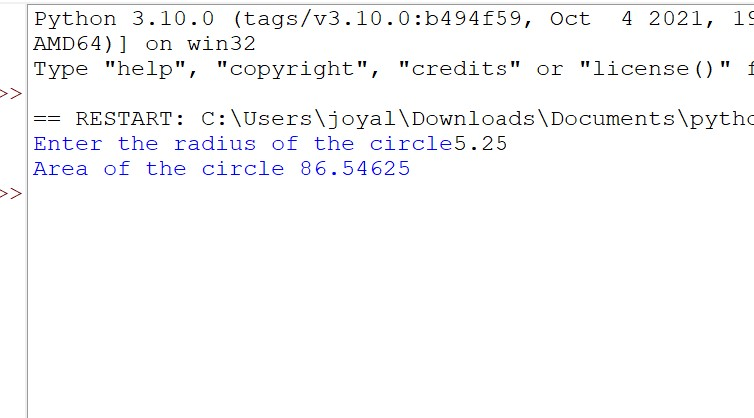 Python 3.10.0 (tags/v3.10.0:b494f59, Oct  4 2021, 19
AMD64)] on win32
Type "help", "copyright", "credits" or "license()" f
>>
== RESTART: C:\Users\joyal\Downloads\Documents\pytho
Enter the radius of the circle5.25
Area of the circle 86.54625
>>